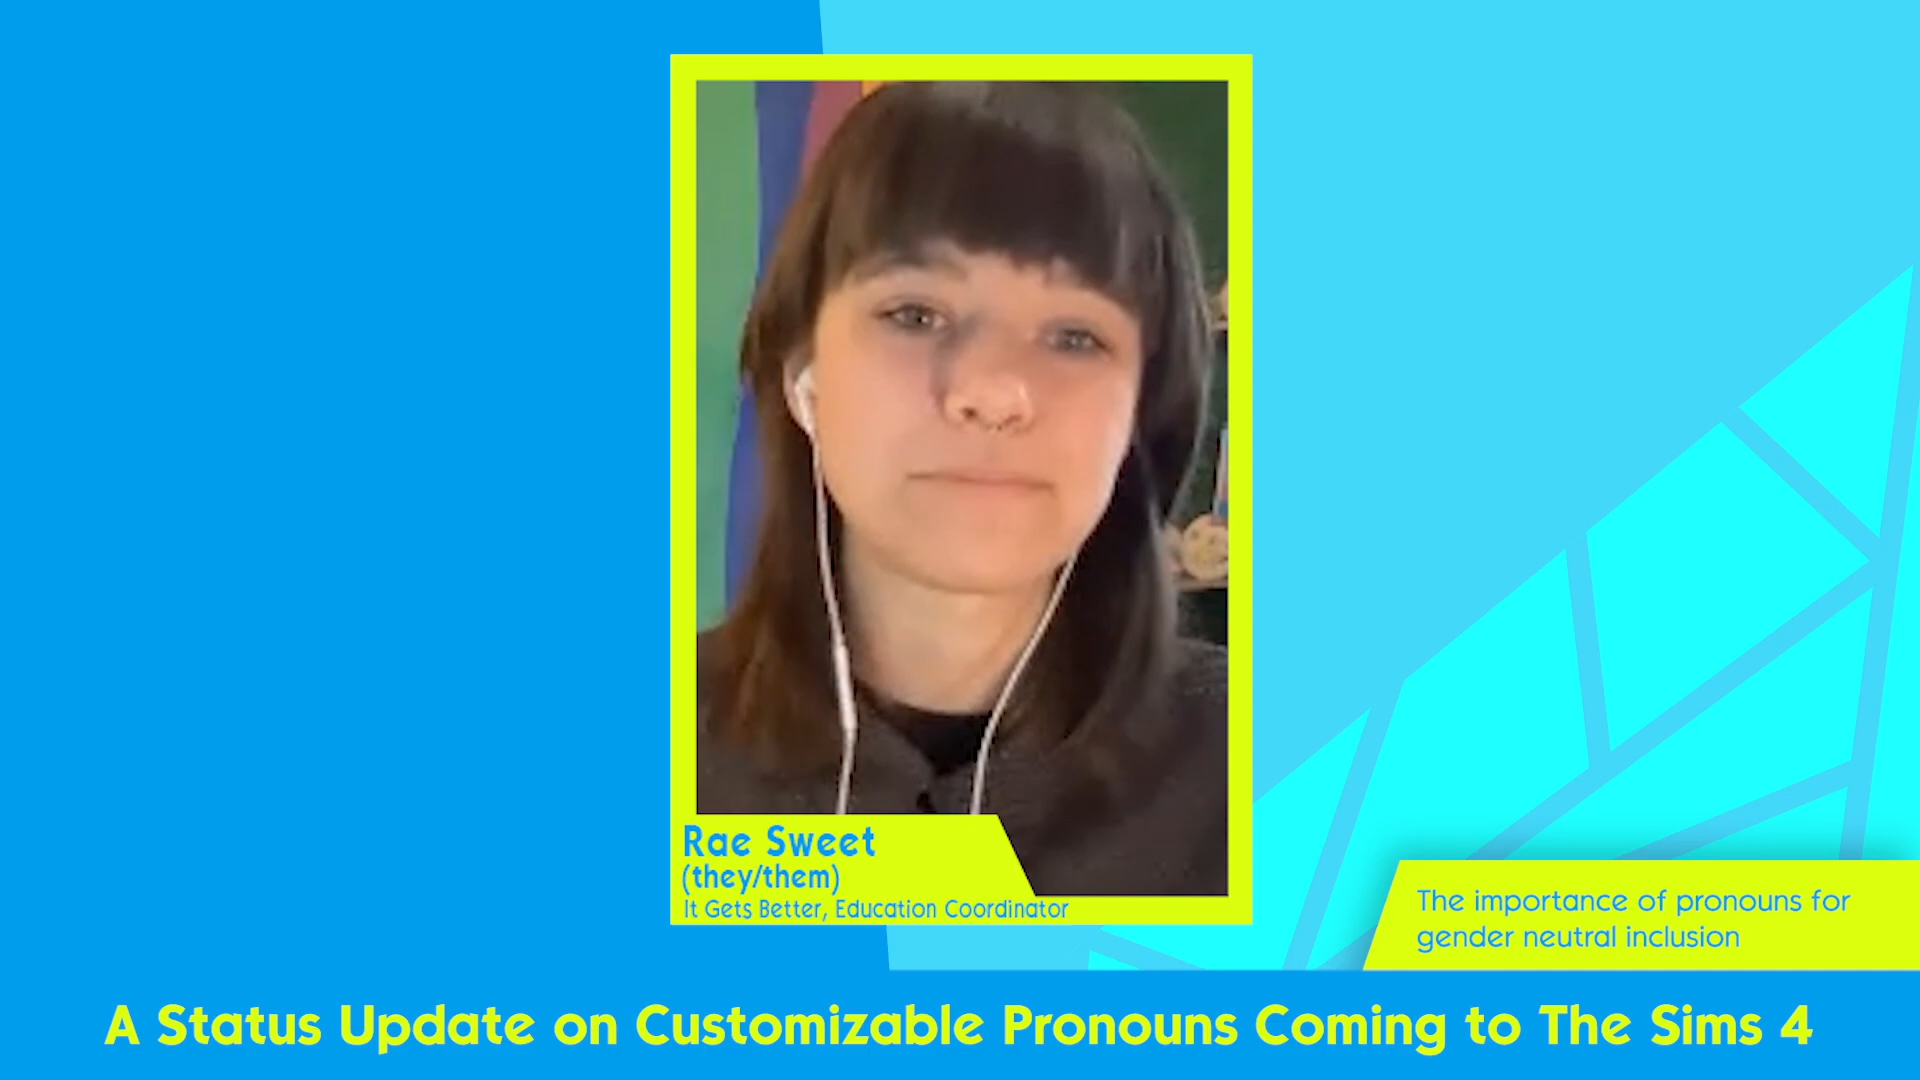 Rae Sweet
(they/them)
It Gets Better, Education Coordinator
The importance of pronouns for
gender neutral inclusion
A Status Update on Customizable Pronouns Coming to The Sims 4